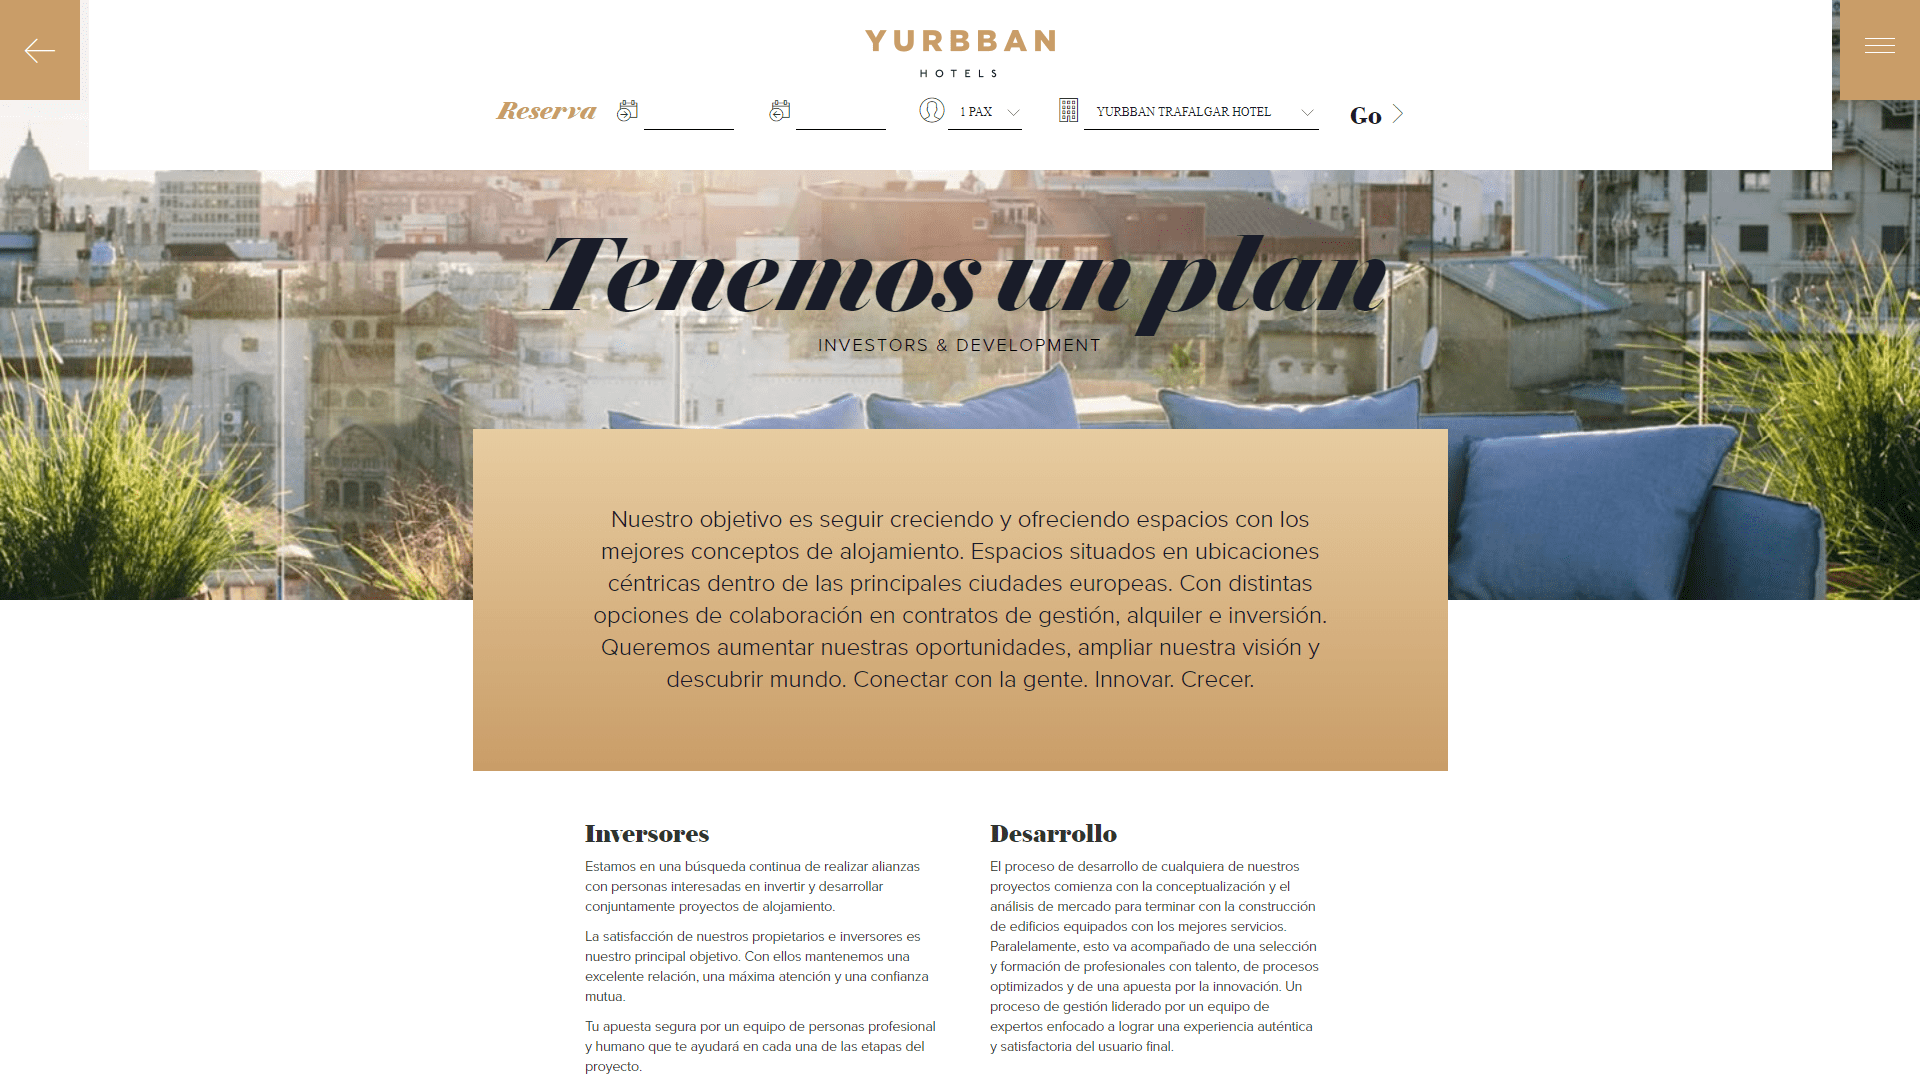 YURBBAN
HOTELS
Reserva
1 PAX
YURBBAN TRAFALGAR HOTEL
Go
Tenemos un plan
INVESTORS & DEVELOPMENT
Nuestro objetivo es seguir creciendo y ofreciendo espacios con los
mejores conceptos de alojamiento. Espacios situados en ubicaciones
céntricas dentro de las principales ciudades europeas. Con distintas
opciones de colaboración en contratos de gestión, alquiler e inversión.
Queremos aumentar nuestras oportunidades, ampliar nuestra visión y
descubrir mundo. Conectar con la gente. Innovar. Crecer.
Inversores
Estamos en una búsqueda continua de realizar alianzas
con personas interesadas en invertir y desarrollar
conjuntamente proyectos de alojamiento.
La satisfacción de nuestros propietarios e inversores es
nuestro principal objetivo. Con ellos mantenemos una
excelente relación, una máxima atención y una confianza
mutua.
Tu apuesta segura por un equipo de personas profesional
y humano que te ayudará en cada una de las etapas del
proyecto.
Desarrollo
El proceso de desarrollo de cualquiera de nuestros
proyectos comienza con la conceptualización y el
análisis de mercado para terminar con la construcción
de edificios equipados con los mejores servicios.
Paralelamente, esto va acompañado de una selección
y formación de profesionales con talento, de procesos
optimizados y de una apuesta por la innovación. Un
proceso de gestión liderado por un equipo de
expertos enfocado a lograr una experiencia auténtica
y satisfactoria del usuario final.